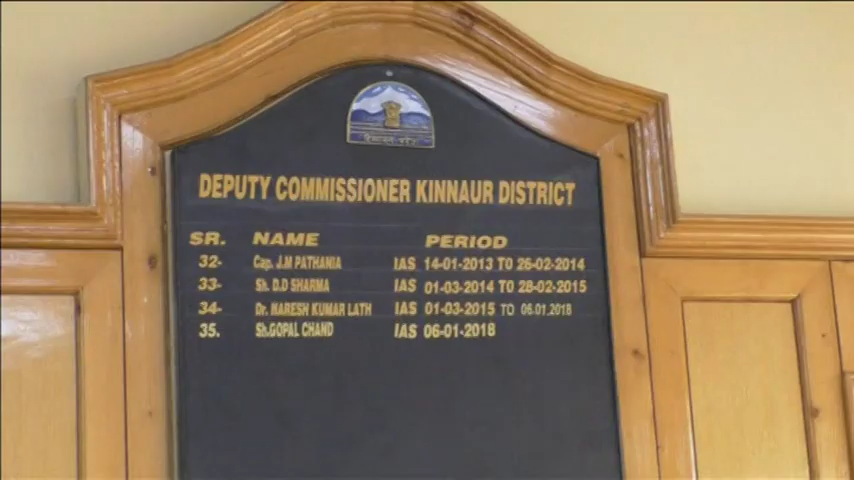 DEPUTY COMMISSIONER KINNAUR DISTRICT
SR. NAME PERIOD
32- Cap. J.M PATHANIA IAS 14-01-2013 TO 26-02-2014
33- Sh. D.D SHARMA IAS 01-03-2014 TO 28-02-2015
34- Dr. NARESH KUMAR LATH IAS 01-03-2015 TO 06.01.2018
35. Sh.GOPAL CHAND IAS 06-01-2018